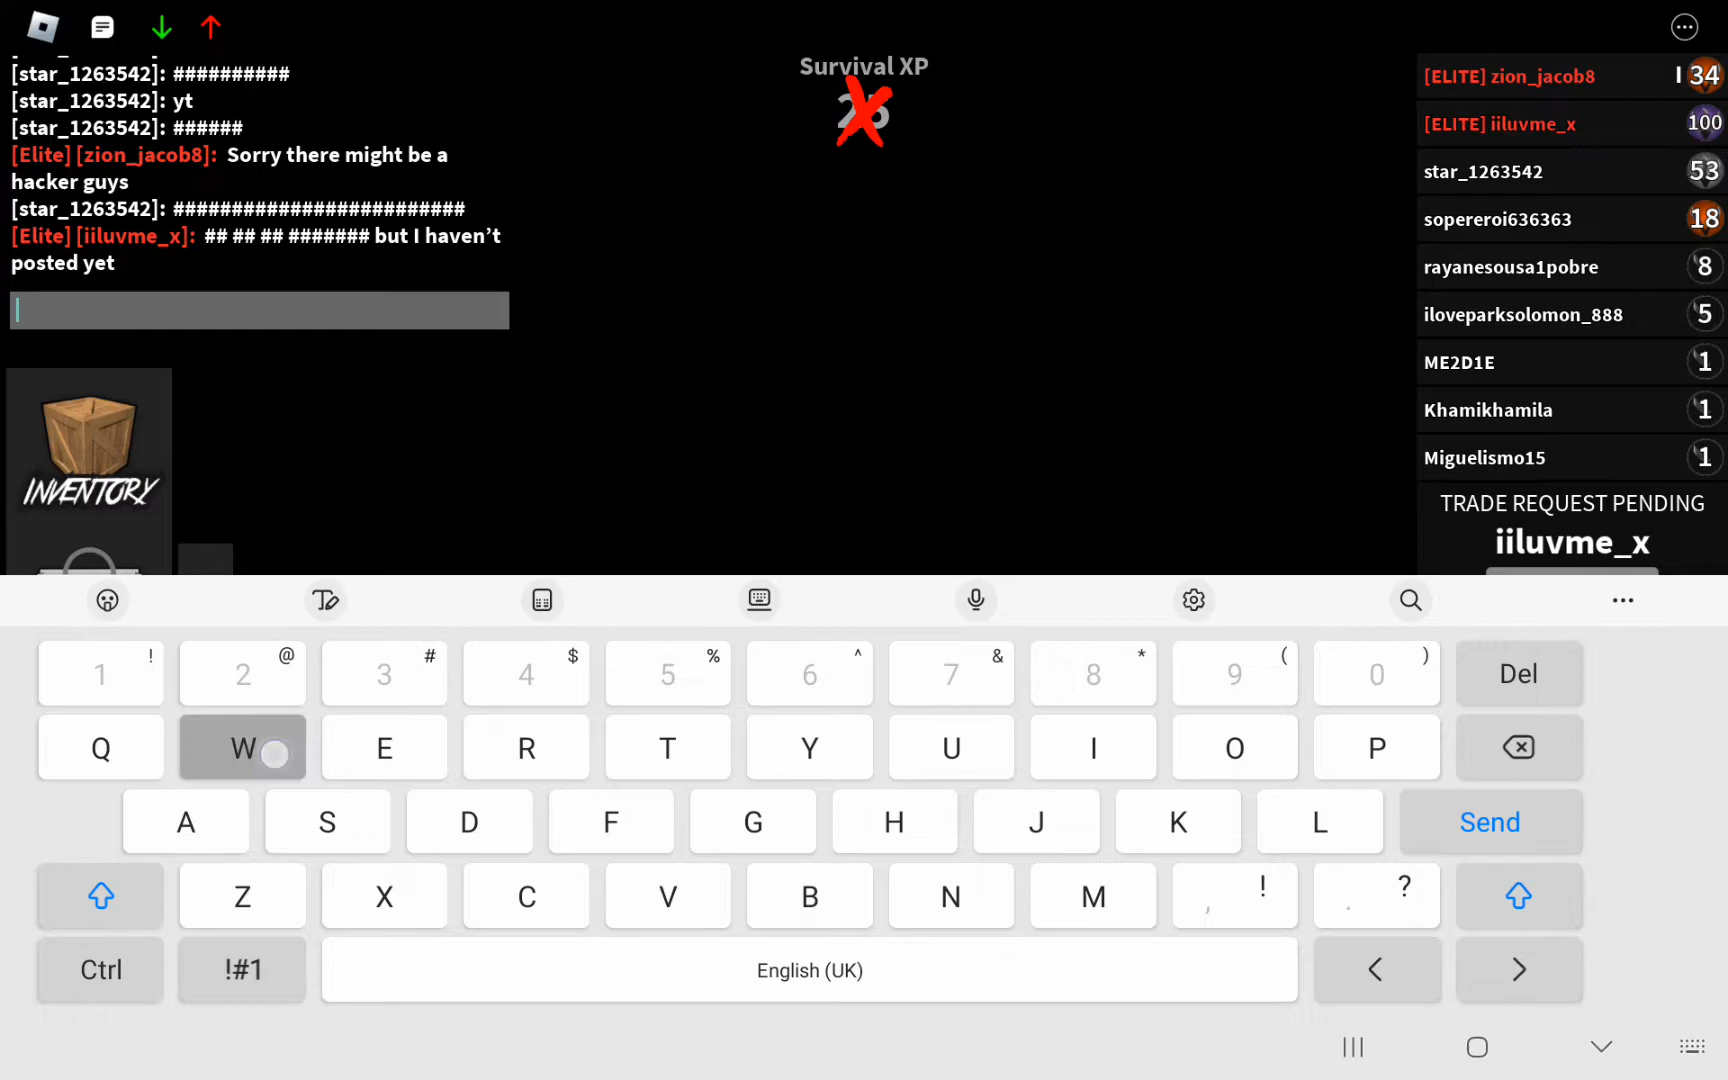 [star_1263542]: ##########
[star_1263542]: yt
[star_1263542]: ######
[Elite] [zion_jacob8]: Sorry there might be a
hacker guys
[star_1263542]: #########################
[Elite] [iiluvme_x]: ## ## ## ####### but I haven’t
posted yet
Survival XP
[ELITE] zion_jacob8 I 34
[ELITE] iiluvme_x 100
star_1263542 53
sopereroi636363 18
rayanesousa1pobre 8
iloveparksolomon_888 5
ME2D1E 1
Khamikhamila 1
Miguelismo15 1
TRADE REQUEST PENDING
iiluvme_x
INVENTORY
1 ! 2 @ 3 # 4 $ 5 % 6 ^ 7 & 8 * 9 ( 0 ) Del
Q W E R T Y U I O P
A S D F G H J K L Send
Z X C V B N M , ! . ?
Ctrl !#1 English (UK) < >